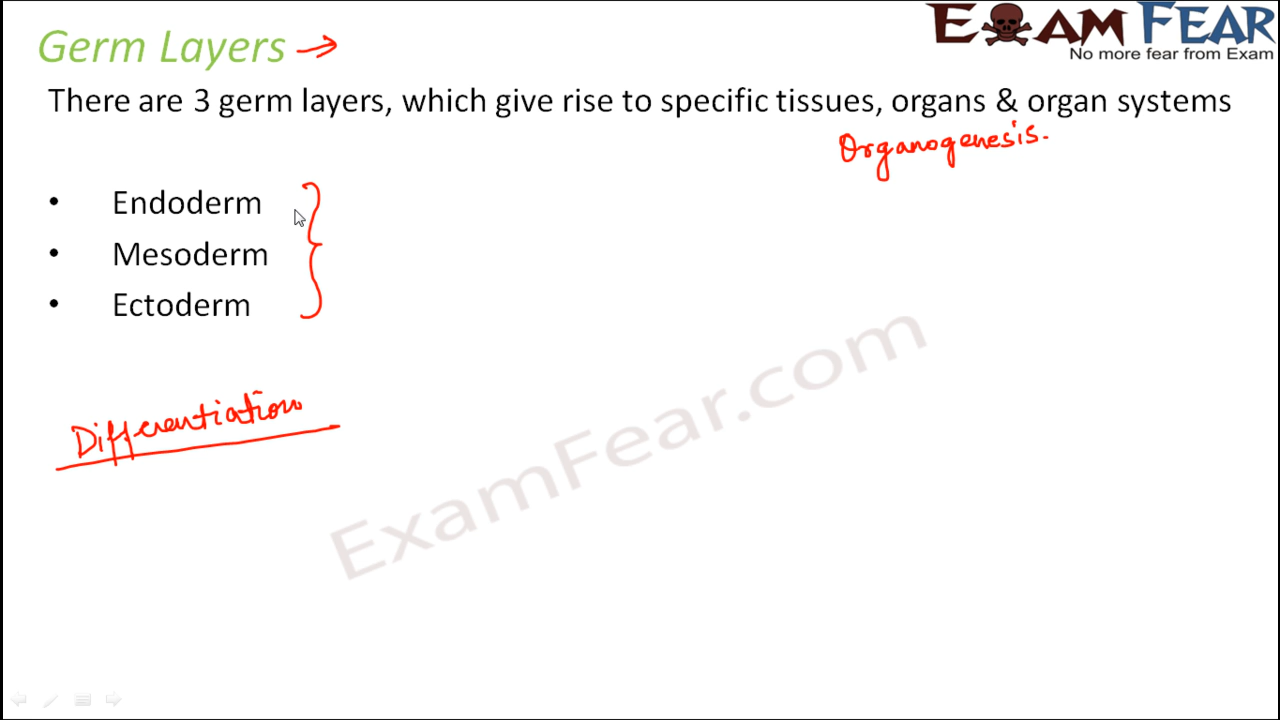 Germ Layers
EXAM FEAR
No more fear from Exam
There are 3 germ layers, which give rise to specific tissues, organs & organ systems
Organogenesis.
• Endoderm
• Mesoderm
• Ectoderm
Differentiation
ExamFear.com